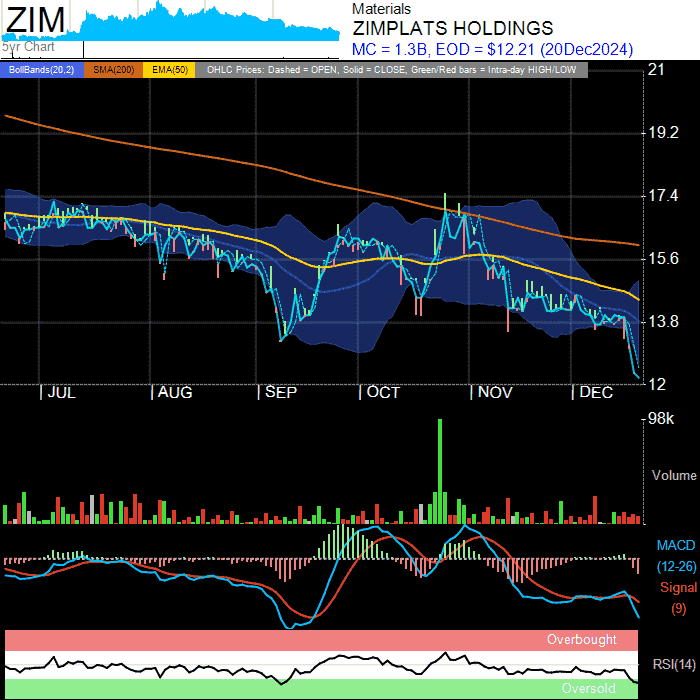 ZIM
5yr Chart
Materials
ZIMPLATS HOLDINGS
MC = 1.3B, EOD = $12.21 (20Dec2024)
BollBands(20,2) SMA(200) EMA(50) OHLC Prices: Dashed = OPEN, Solid = CLOSE, Green/Red bars = Intra-day HIGH/LOW
21
19.2
17.4
15.6
13.8
12
JUL AUG SEP OCT NOV DEC
98k
Volume
MACD
(12-26)
Signal
(9)
Overbought
RSI(14)
Oversold